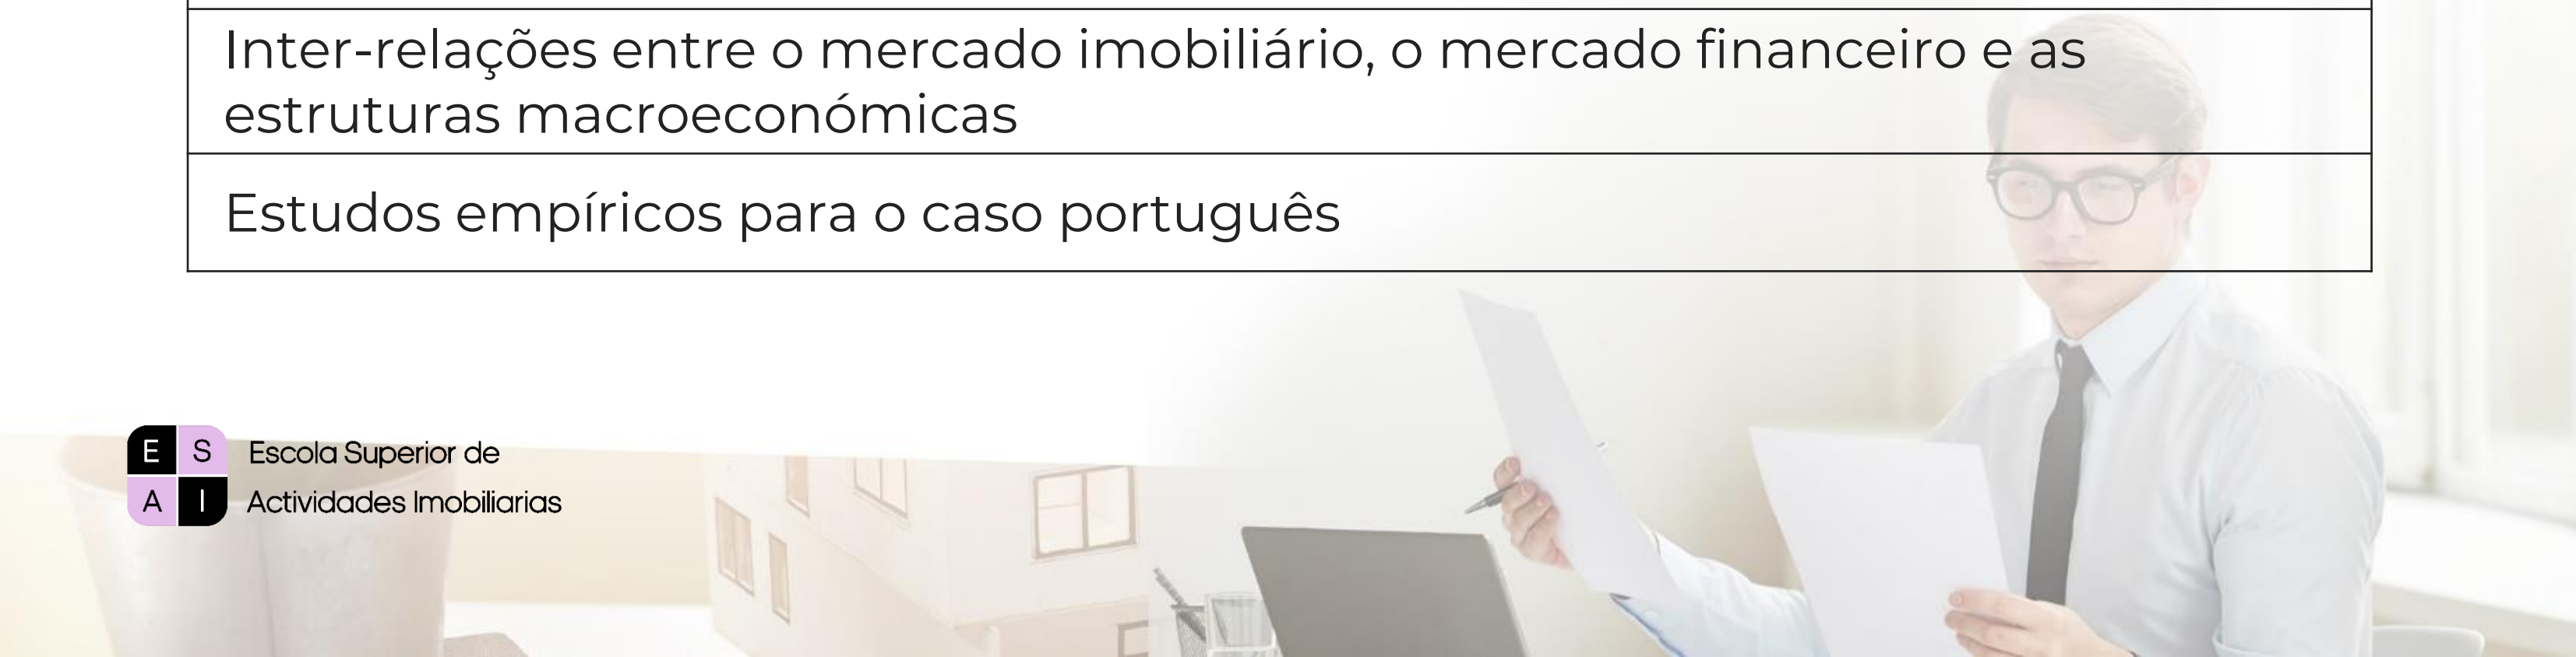 Inter-relações entre o mercado imobiliário, o mercado financeiro e as
estruturas macroeconómicas
Estudos empíricos para o caso português
E S
A I
Escola Superior de
Actividades Imobiliarias